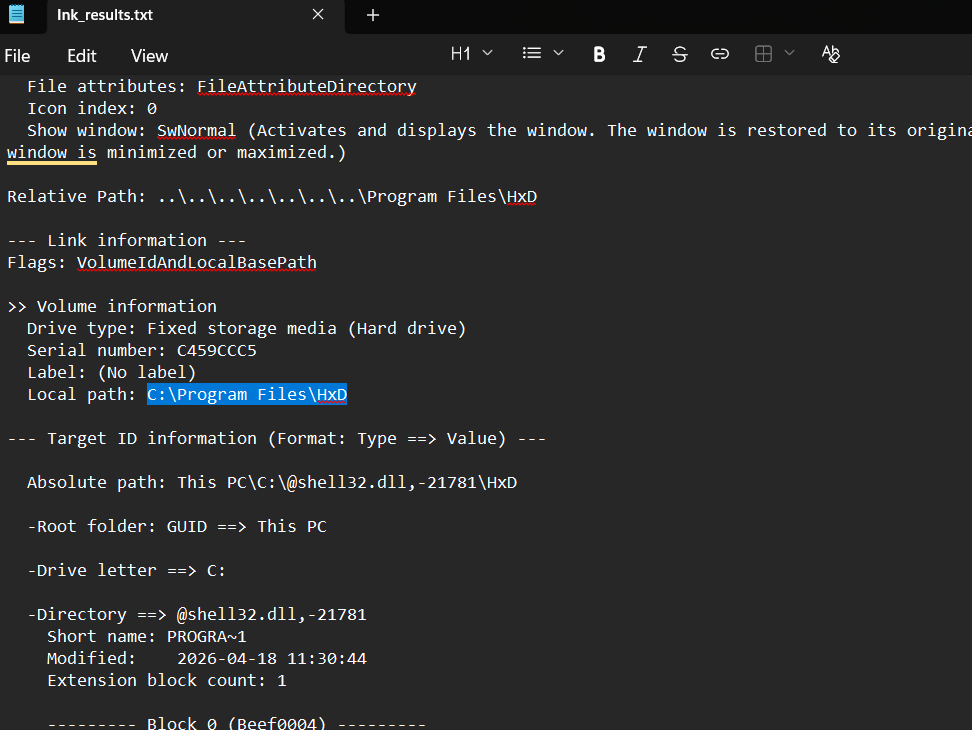 lnk_results.txt
File Edit View H1 B I S
File attributes: FileAttributeDirectory
Icon index: 0
Show window: SwNormal (Activates and displays the window. The window is restored to its origina
window is minimized or maximized.)
Relative Path: ..\..\..\..\..\..\..\Program Files\HxD
--- Link information ---
Flags: VolumeIdAndLocalBasePath
>> Volume information
Drive type: Fixed storage media (Hard drive)
Serial number: C459CCC5
Label: (No label)
Local path: C:\Program Files\HxD
--- Target ID information (Format: Type ==> Value) ---
Absolute path: This PC\C:\@shell32.dll,-21781\HxD
-Root folder: GUID ==> This PC
-Drive letter ==> C:
-Directory ==> @shell32.dll,-21781
Short name: PROGRA~1
Modified:    2026-04-18 11:30:44
Extension block count: 1
--------- Block 0 (Beef0004) ---------